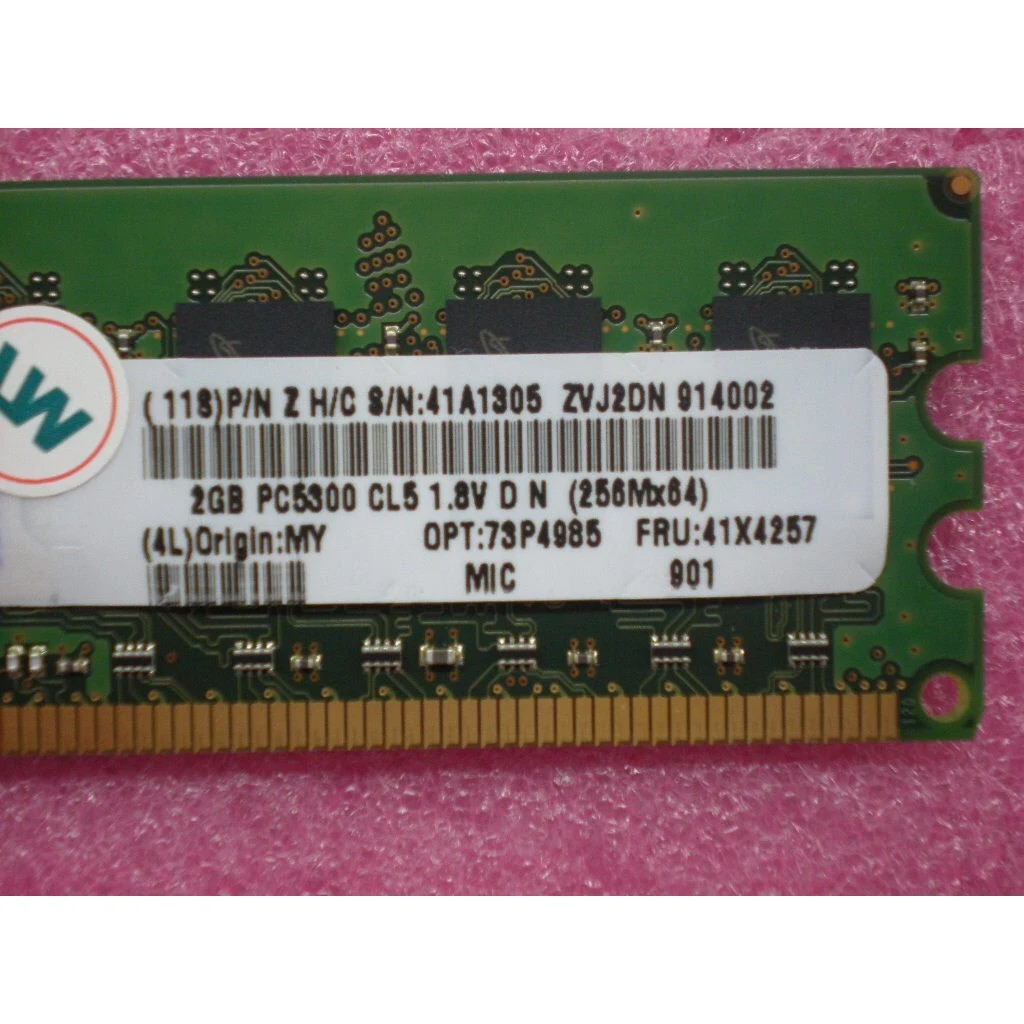 (11S)P/N Z H/C S/N:41A1305 ZVJ2DN 914002
2GB PC5300 CL5 1.8V D N (256Mx64)
(4L)Origin:MY OPT:73P4985 FRU:41X4257
MIC 901
120